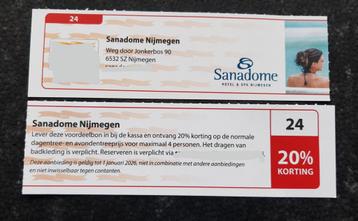 24
Sanadome Nijmegen
Weg door Jonkerbos 90
6532 SZ Nijmegen
Sanadome
HOTEL & SPA NIJMEGEN
Sanadome Nijmegen
Lever deze voordeelbon in bij de kassa en ontvang 20% korting op de normale
dagentree- en avondentreeprijs voor maximaal 4 personen. Het dragen van
badkleding is verplicht. Reserveren is verplicht via
Deze aanbieding is geldig tot 1 januari 2026, niet in combinatie met andere aanbiedingen
en niet inwisselbaar tegen contanten.
24
20%
KORTING